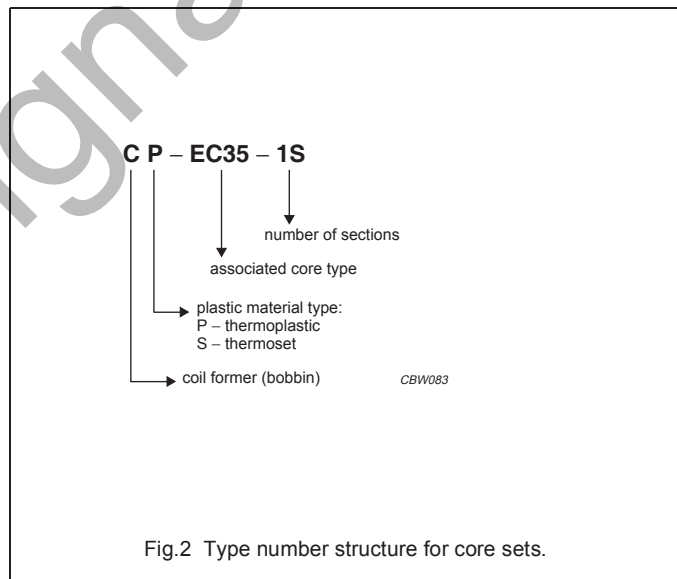 C P – EC35 – 1S
number of sections
associated core type
plastic material type:
P – thermoplastic
S – thermoset
coil former (bobbin)
CBW083
Fig.2 Type number structure for core sets.